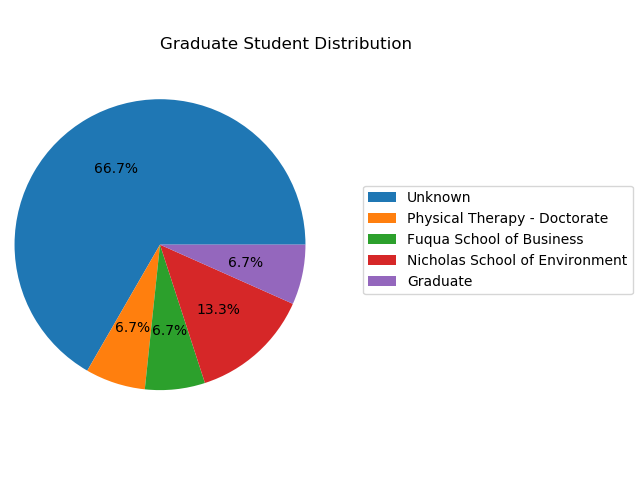 Graduate Student Distribution
66.7%
6.7%
6.7%
13.3%
6.7%
Unknown
Physical Therapy - Doctorate
Fuqua School of Business
Nicholas School of Environment
Graduate